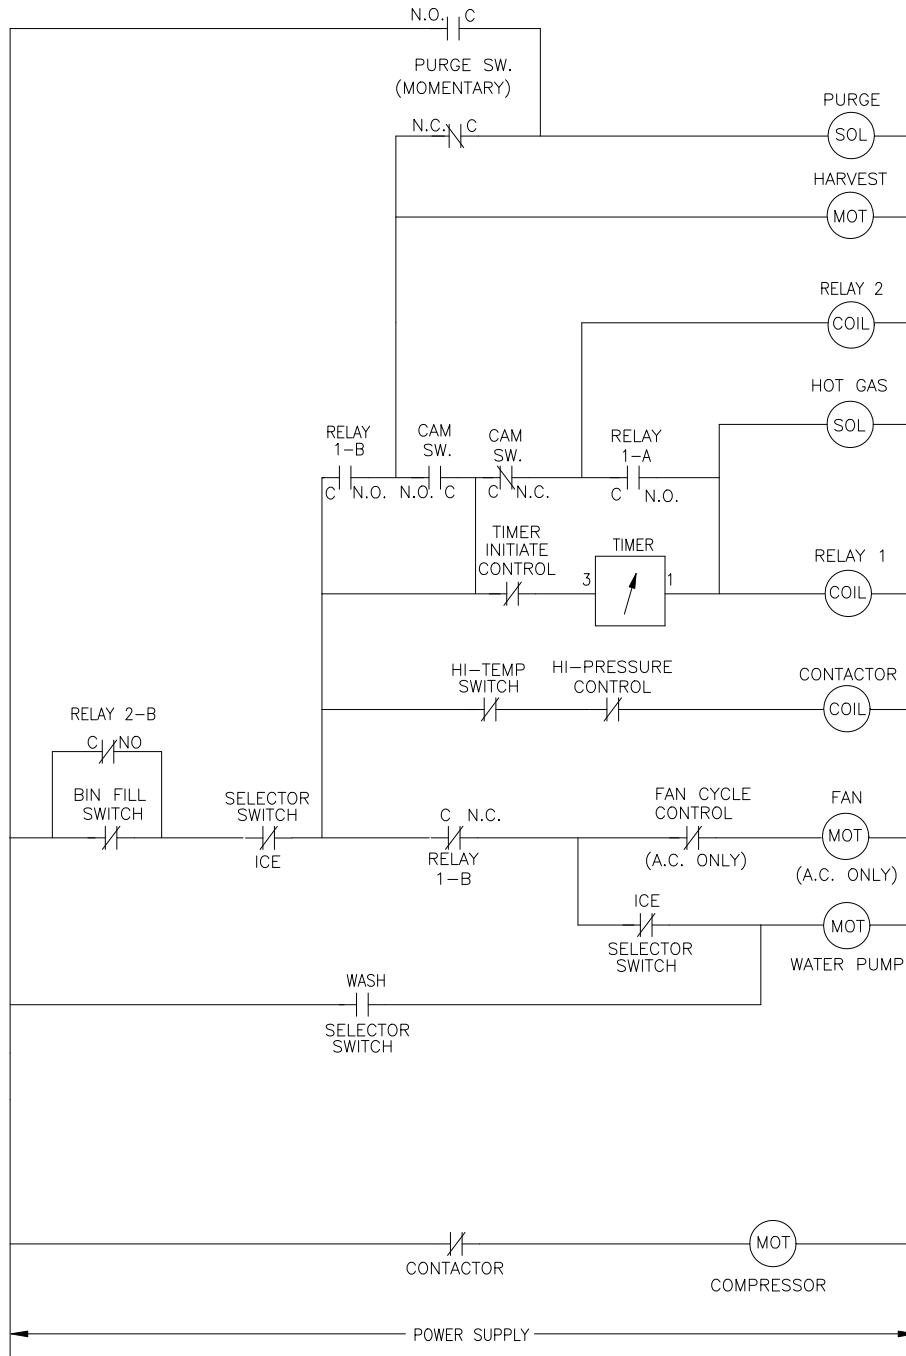 N.O. C
PURGE SW.
(MOMENTARY)
N.C. C
PURGE
SOL
HARVEST
MOT
RELAY 2
COIL
HOT GAS
SOL
RELAY
1-B
C N.O.
CAM
SW.
N.O. C
CAM
SW.
C N.C.
RELAY
1-A
C N.O.
TIMER
INITIATE
CONTROL
TIMER
3 1
RELAY 1
COIL
HI-TEMP
SWITCH
HI-PRESSURE
CONTROL
CONTACTOR
COIL
RELAY 2-B
C NO
BIN FILL
SWITCH
SELECTOR
SWITCH
ICE
C N.C.
RELAY
1-B
FAN CYCLE
CONTROL
(A.C. ONLY)
FAN
MOT
(A.C. ONLY)
ICE
SELECTOR
SWITCH
MOT
WATER PUMP
WASH
SELECTOR
SWITCH
CONTACTOR
MOT
COMPRESSOR
POWER SUPPLY